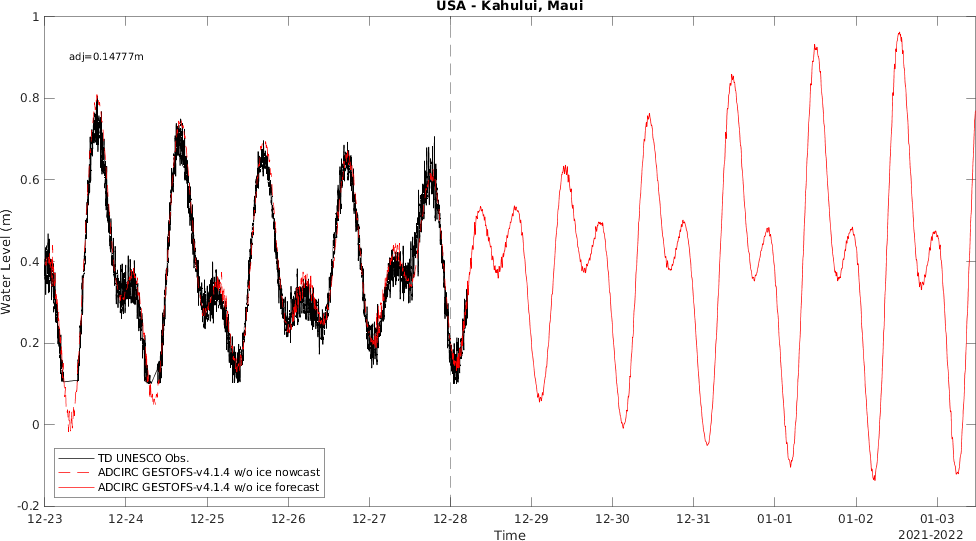 USA - Kahului, Maui
adj=0.14777m
1
0.8
0.6
0.4
0.2
0
-0.2
Water Level (m)
TD UNESCO Obs.
ADCIRC GESTOFS-v4.1.4 w/o ice nowcast
ADCIRC GESTOFS-v4.1.4 w/o ice forecast
12-23 12-24 12-25 12-26 12-27 12-28 12-29 12-30 12-31 01-01 01-02 01-03
Time
2021-2022